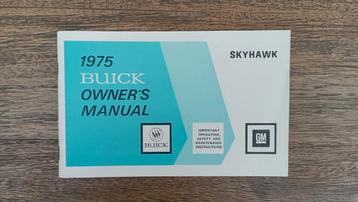 1975
BUICK
OWNER'S
MANUAL
SKYHAWK
BUICK
IMPORTANT
OPERATING,
SAFETY AND
MAINTENANCE
INSTRUCTIONS
GM